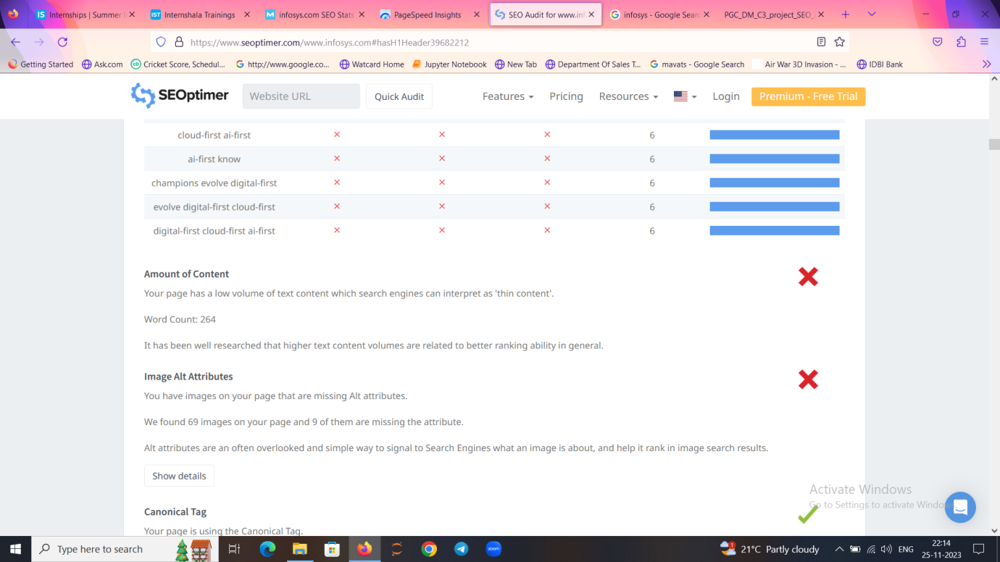 Internships | Summer I
Internshala Trainings
infosys.com SEO Stats
PageSpeed Insights
SEO Audit for www.inf
infosys - Google Searc
PGC_DM_C3_project_SEO_
https://www.seoptimer.com/www.infosys.com#hasH1Header39682212
Getting Started
Ask.com
Cricket Score, Schedul...
http://www.google.co...
Watcard Home
Jupyter Notebook
New Tab
Department Of Sales T...
mavats - Google Search
Air War 3D Invasion - ...
IDBI Bank
SEOptimer
Website URL
Quick Audit
Features
Pricing
Resources
Login
Premium - Free Trial
cloud-first ai-first 6
ai-first know 6
champions evolve digital-first 6
evolve digital-first cloud-first 6
digital-first cloud-first ai-first 6
Amount of Content
Your page has a low volume of text content which search engines can interpret as 'thin content'.
Word Count: 264
It has been well researched that higher text content volumes are related to better ranking ability in general.
Image Alt Attributes
You have images on your page that are missing Alt attributes.
We found 69 images on your page and 9 of them are missing the attribute.
Alt attributes are an often overlooked and simple way to signal to Search Engines what an image is about, and help it rank in image search results.
Show details
Canonical Tag
Your page is using the Canonical Tag.
Activate Windows
Go to Settings to activate Windows.
Type here to search
zoom
1
21°C Partly cloudy
ENG
22:14
25-11-2023